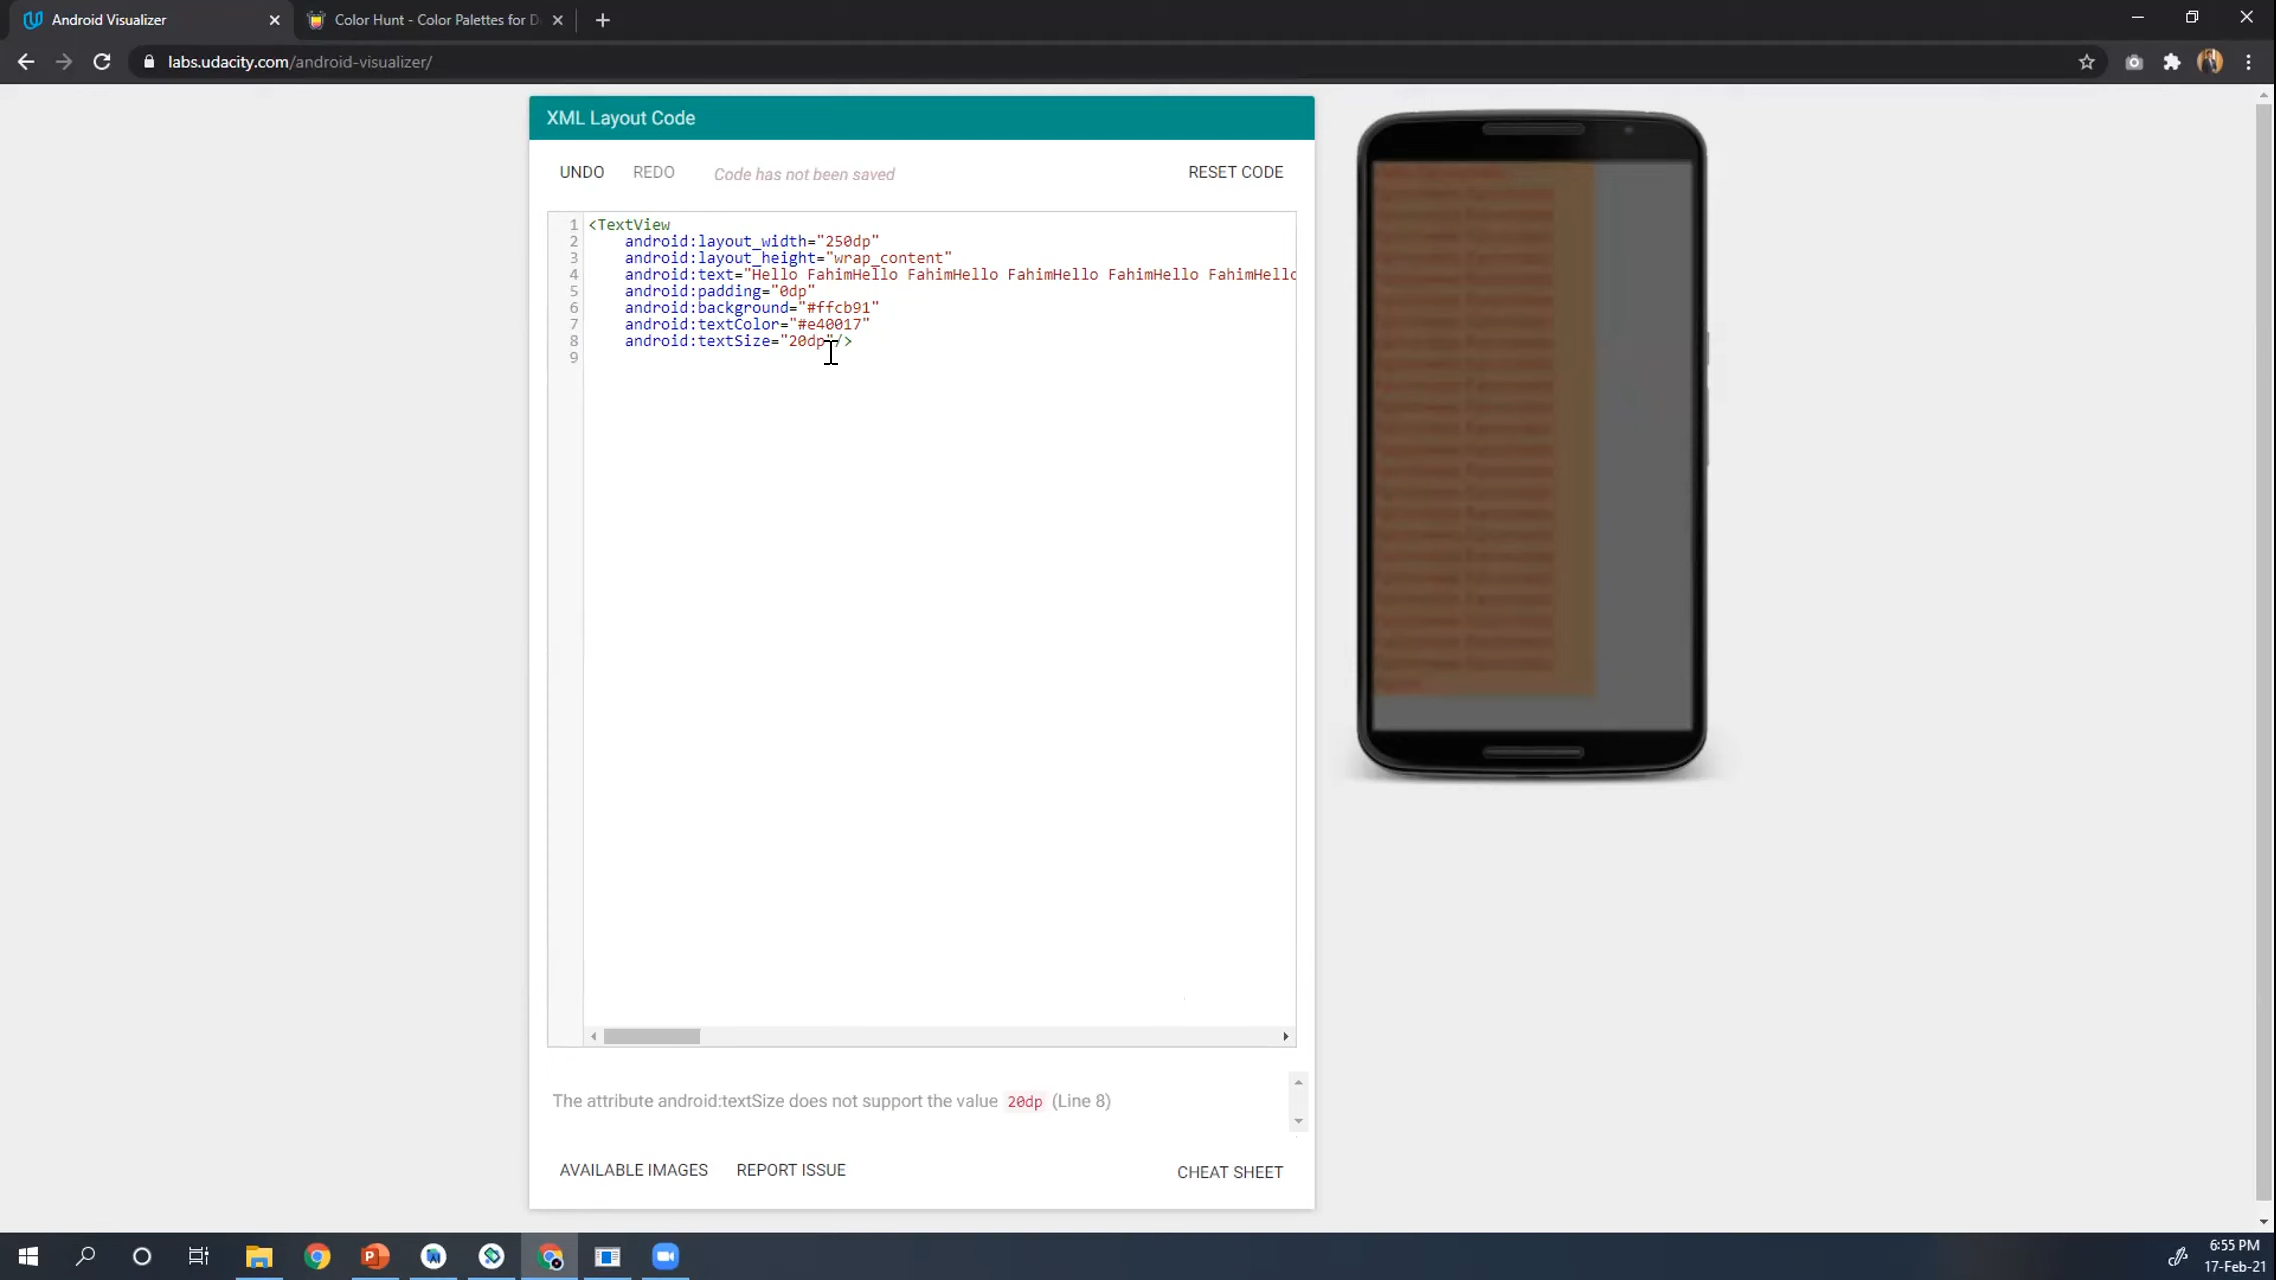 Android Visualizer
Color Hunt - Color Palettes for D
labs.udacity.com/android-visualizer/
XML Layout Code
UNDO REDO Code has not been saved RESET CODE
1 <TextView
2 android:layout_width="250dp"
3 android:layout_height="wrap_content"
4 android:text="Hello FahimHello FahimHello FahimHello FahimHello FahimHello
5 android:padding="0dp"
6 android:background="#ffcb91"
7 android:textColor="#e40017"
8 android:textSize="20dp"/>
9
The attribute android:textSize does not support the value 20dp (Line 8)
AVAILABLE IMAGES REPORT ISSUE CHEAT SHEET
6:55 PM
17-Feb-21